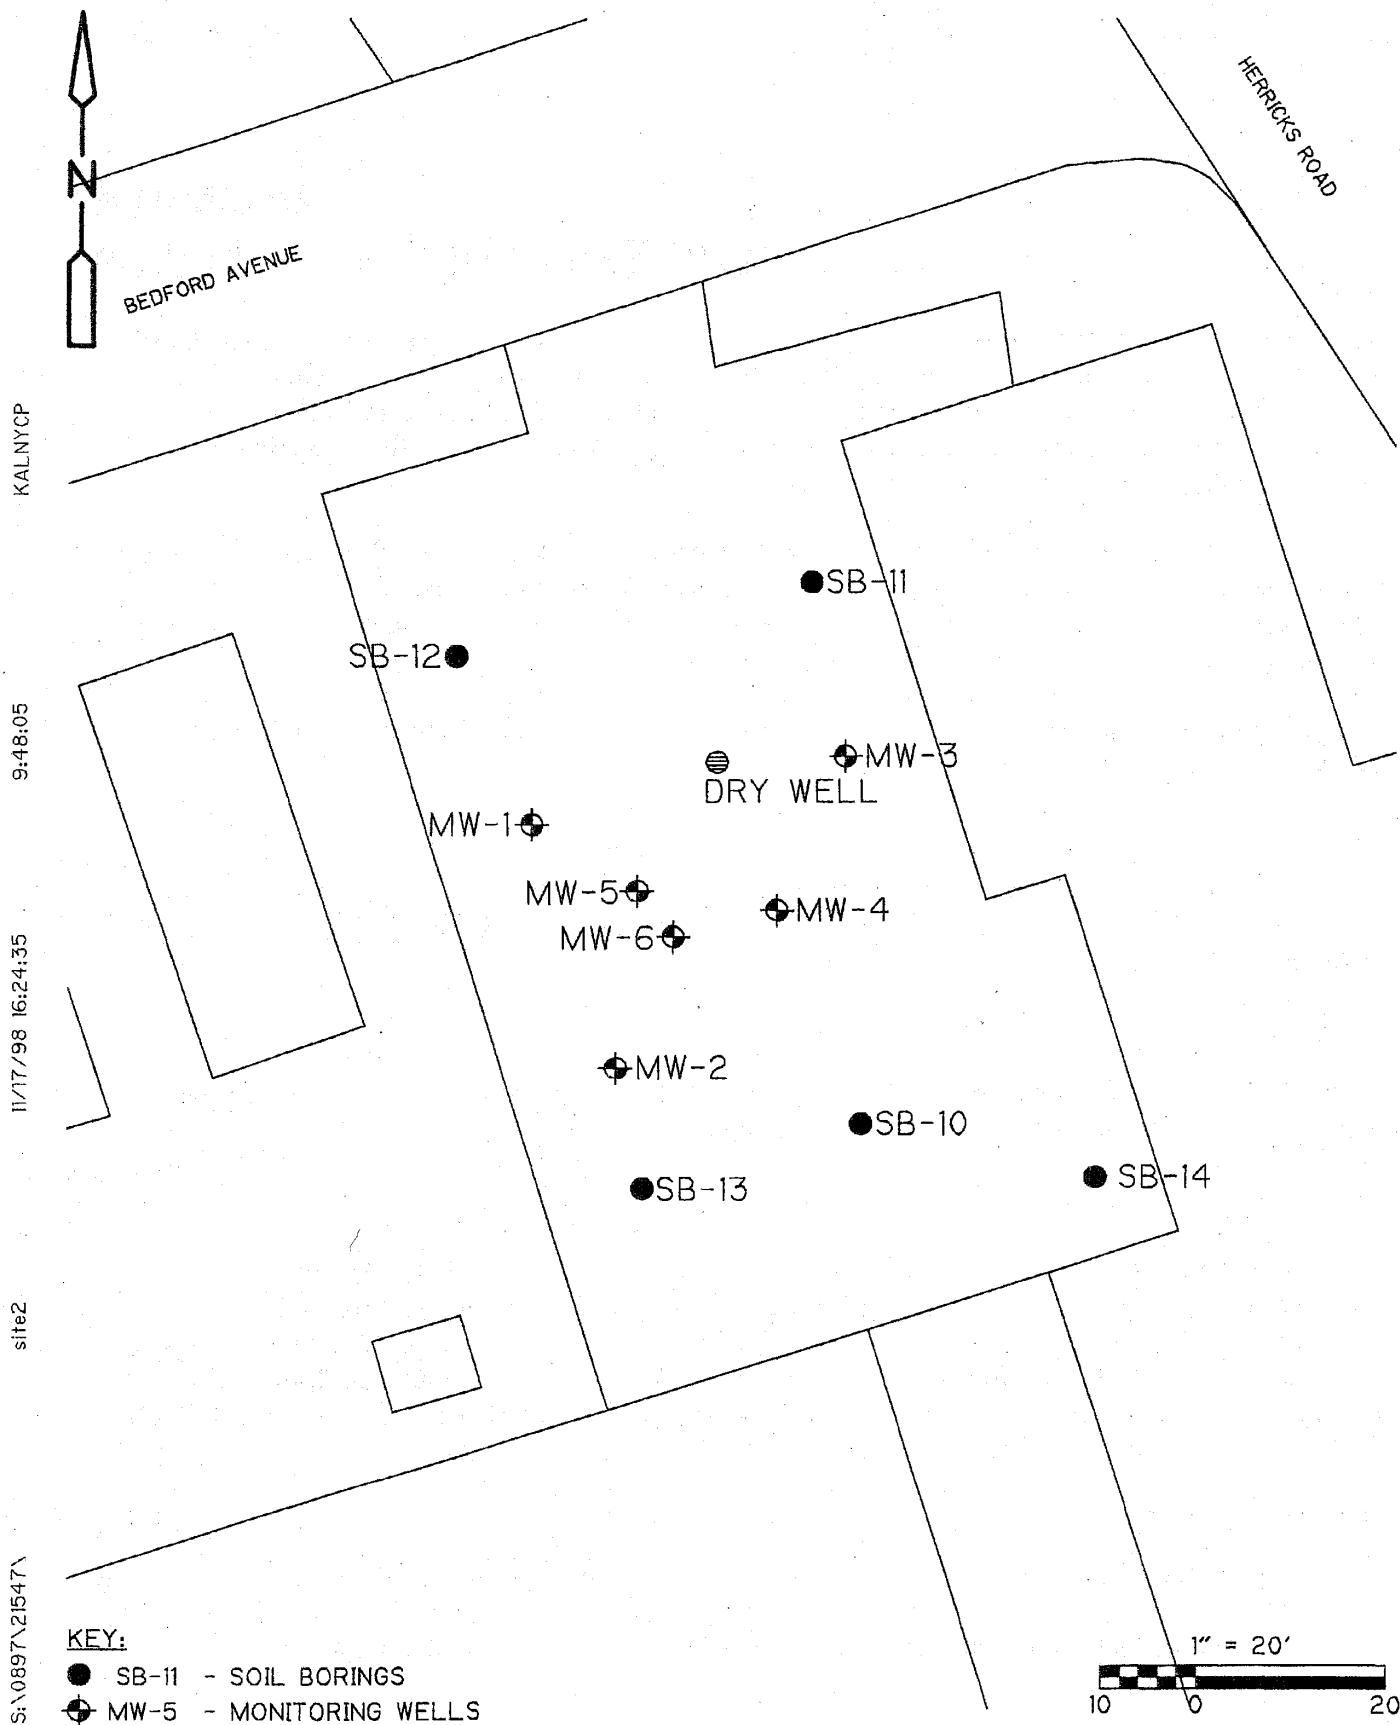 N
HERRICKS ROAD
BEDFORD AVENUE
KALNYCP
9:48:05
11/17/98 16:24:35
site2
S:\0897\21547\
SB-11
SB-12
MW-3
DRY WELL
MW-1
MW-5
MW-4
MW-6
MW-2
SB-10
SB-14
SB-13
KEY:
SB-11 - SOIL BORINGS
MW-5 - MONITORING WELLS
1" = 20'
10 0 20